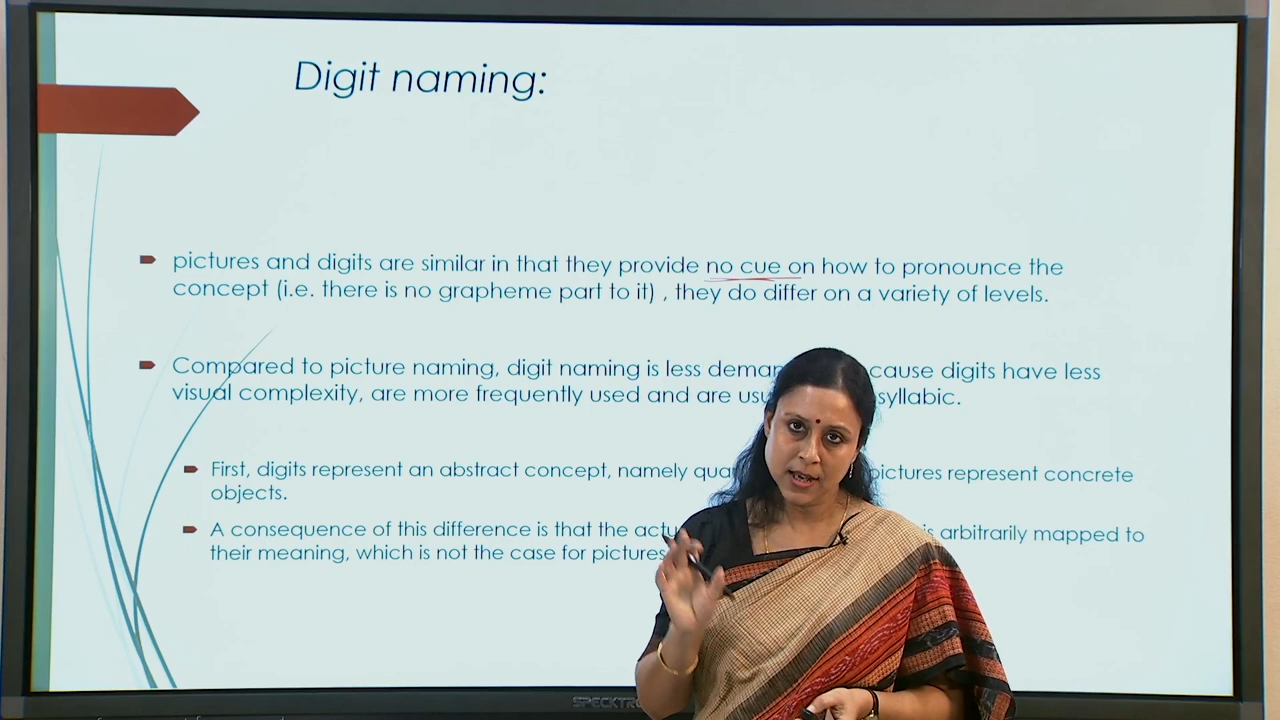 Digit naming:
pictures and digits are similar in that they provide no cue on how to pronounce the
concept (i.e. there is no grapheme part to it) , they do differ on a variety of levels.
Compared to picture naming, digit naming is less cause digits have less
visual complexity, are more frequently used and are syllabic.
First, digits represent an abstract concept, namely pictures represent concrete
objects.
A consequence of this difference is that the is arbitrarily mapped to
their meaning, which is not the case for pictures